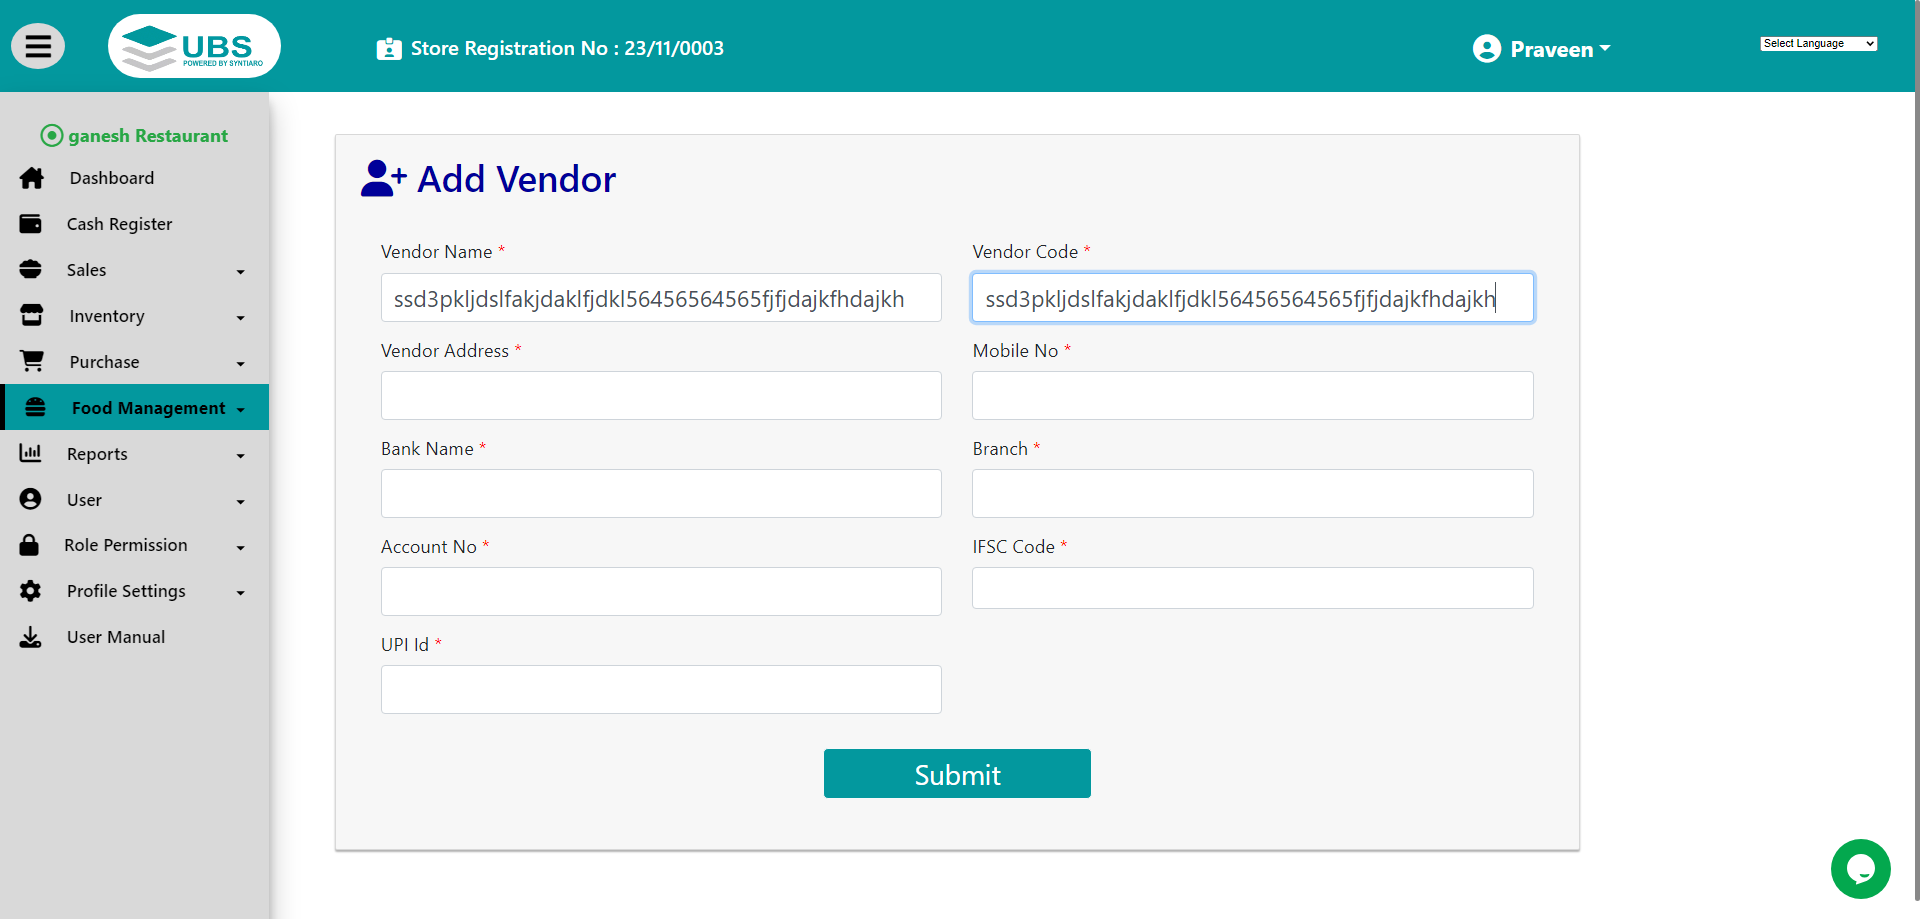 UBS
POWERED BY SYNTIARO
Store Registration No : 23/11/0003
Praveen
Select Language
ganesh Restaurant
Dashboard
Cash Register
Sales
Inventory
Purchase
Food Management
Reports
User
Role Permission
Profile Settings
User Manual
Add Vendor
Vendor Name *
Vendor Code *
ssd3pkljdslfakjdaklfjdkl56456564565fjfjdajkfhdajkh
ssd3pkljdslfakjdaklfjdkl56456564565fjfjdajkfhdajkh
Vendor Address *
Mobile No *
Bank Name *
Branch *
Account No *
IFSC Code *
UPI Id *
Submit